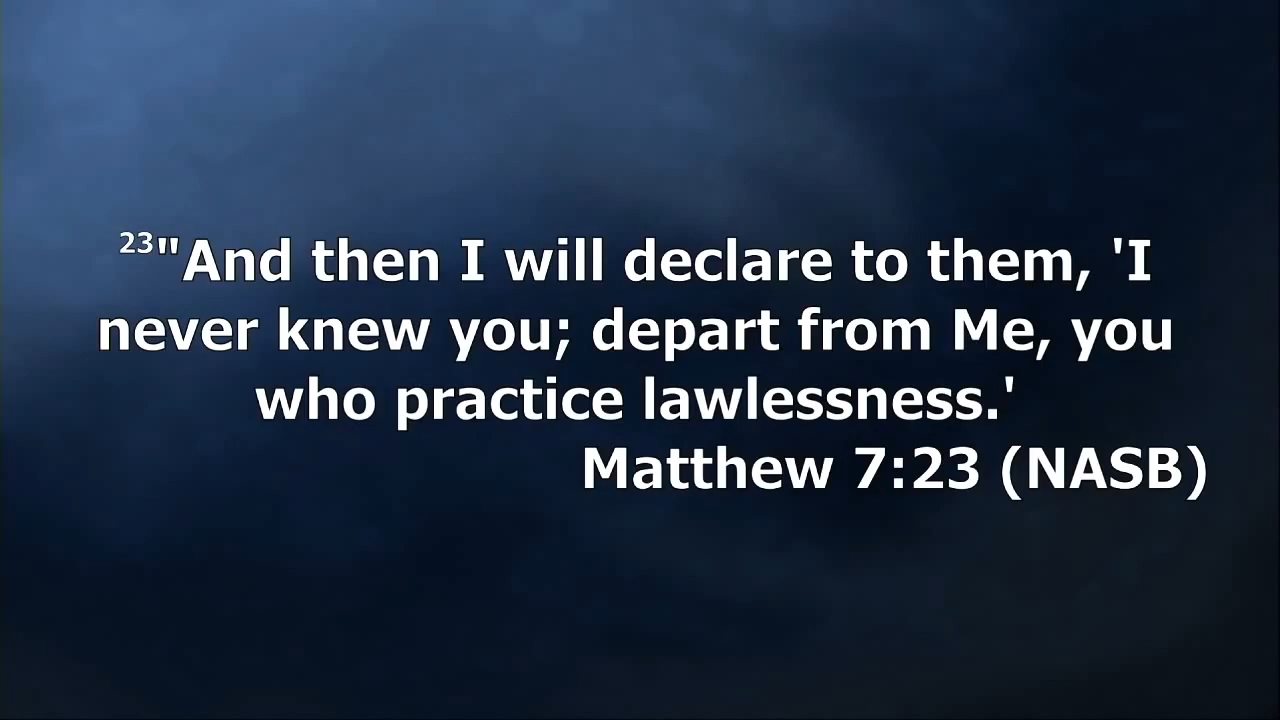 23"And then I will declare to them, 'I
never knew you; depart from Me, you
who practice lawlessness.'
Matthew 7:23 (NASB)